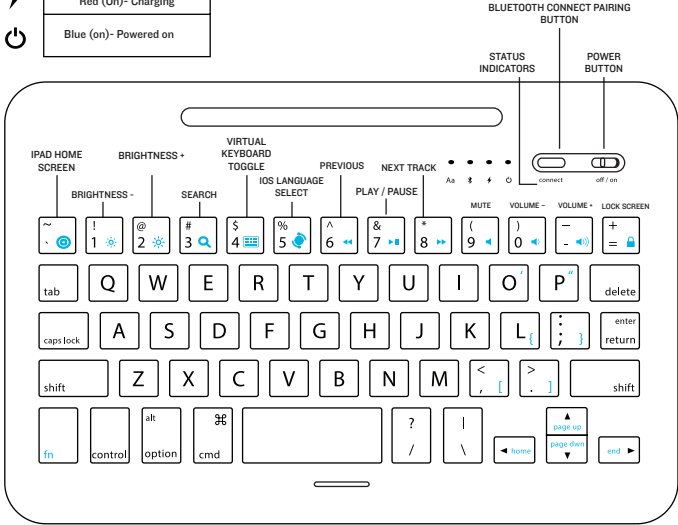 Red (On)- Charging
Blue (on)- Powered on
BLUETOOTH CONNECT PAIRING
BUTTON
STATUS
INDICATORS
POWER
BUTTON
IPAD HOME
SCREEN
BRIGHTNESS -
BRIGHTNESS +
SEARCH
VIRTUAL
KEYBOARD
TOGGLE
IOS LANGUAGE
SELECT
PREVIOUS
PLAY / PAUSE
NEXT TRACK
MUTE
VOLUME –
VOLUME +
LOCK SCREEN
Aa
connect
off / on
~ `
! 1
@ 2
# 3
$ 4
% 5
^ 6
& 7
* 8
( 9
) 0
– -
+ =
tab
Q
W
E
R
T
Y
U
I
O '
P "
delete
caps lock
A
S
D
F
G
H
J
K
L {
: ; }
enter
return
shift
Z
X
C
V
B
N
M
< , [
> . ]
shift
fn
control
alt
option
⌘
cmd
? /
| \
◄ home
▲
page up
page dwn
▼
end ►